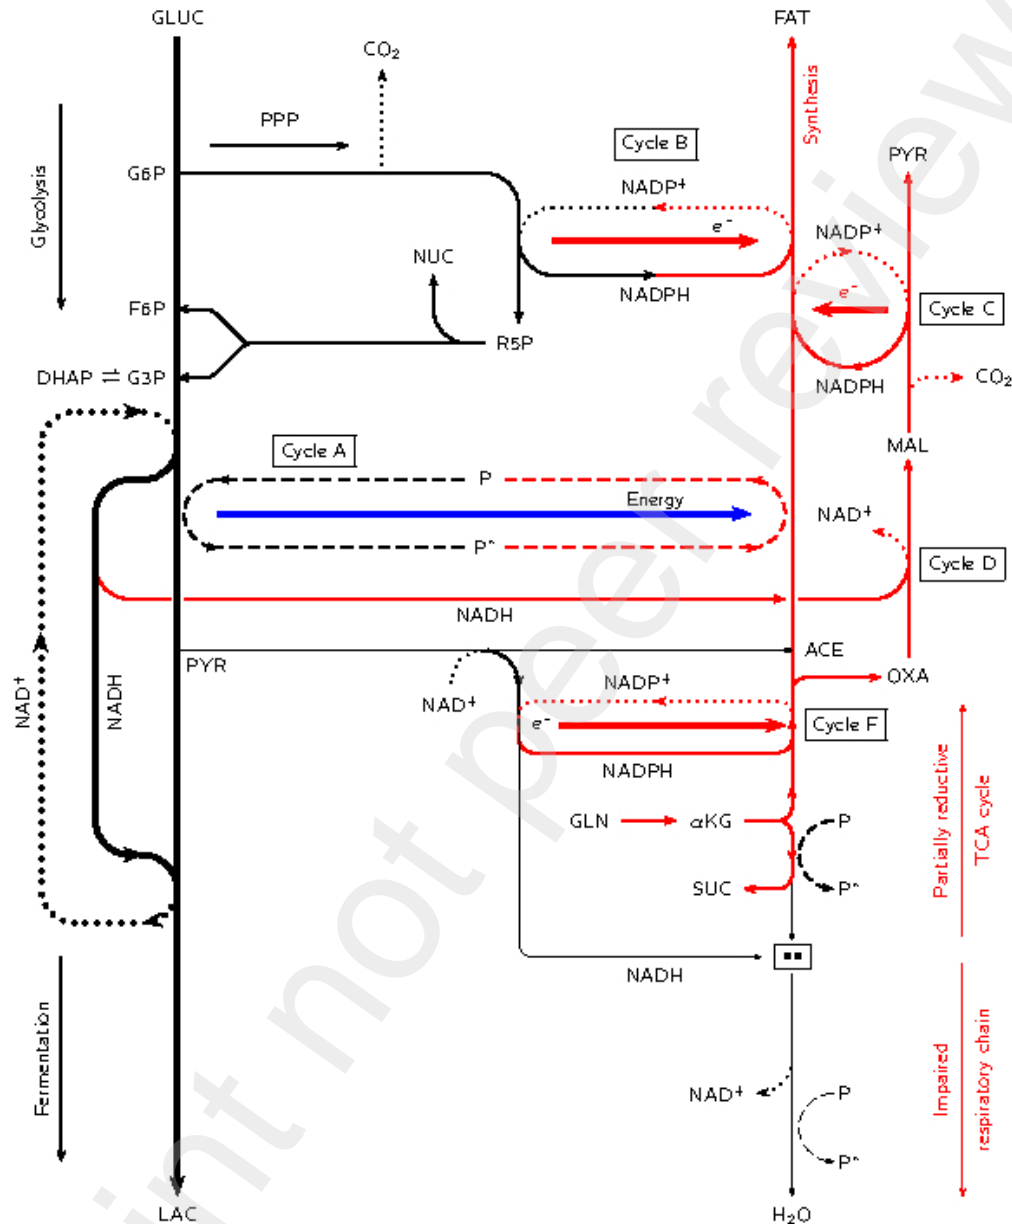 GLUC
FAT
CO₂
Synthesis
PPP
Cycle B
PYR
Glycolysis
G6P
NADP⁺
e⁻
NADP⁺
NUC
NADPH
e⁻
F6P
Cycle C
R5P
DHAP ⇌ G3P
NADPH
CO₂
MAL
Cycle A
P
Energy
NAD⁺
P*
Cycle D
NADH
NAD⁺
NADH
PYR
ACE
NAD⁺
NADP⁺
OXA
e⁻
Cycle F
NADPH
GLN
αKG
P
SUC
P*
Partially reductive
TCA cycle
NADH
Fermentation
NAD⁺
P
P*
Impaired
respiratory chain
LAC
H₂O
int not peer review